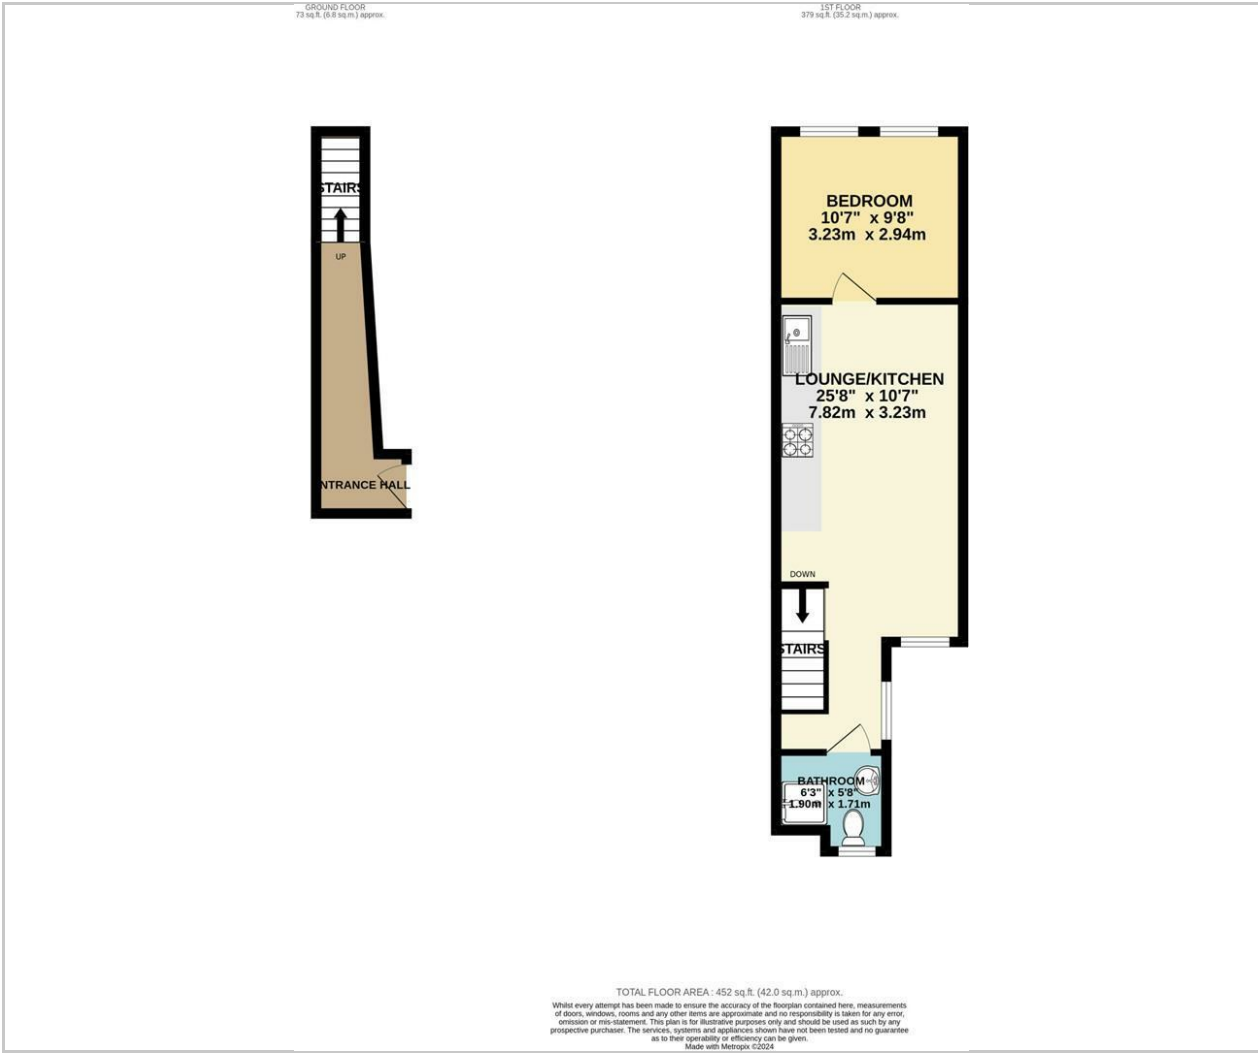 GROUND FLOOR
73 sq.ft. (6.8 sq.m.) approx.
1ST FLOOR
379 sq.ft. (35.2 sq.m.) approx.
STAIRS
UP
ENTRANCE HALL
BEDROOM
10'7" x 9'8"
3.23m x 2.94m
LOUNGE/KITCHEN
25'8" x 10'7"
7.82m x 3.23m
DOWN
STAIRS
BATHROOM
6'3" x 5'8"
1.90m x 1.71m
TOTAL FLOOR AREA : 452 sq.ft. (42.0 sq.m.) approx.
Whilst every attempt has been made to ensure the accuracy of the floorplan contained here, measurements
of doors, windows, rooms and any other items are approximate and no responsibility is taken for any error,
omission or mis-statement. This plan is for illustrative purposes only and should be used as such by any
prospective purchaser. The services, systems and appliances shown have not been tested and no guarantee
as to their operability or efficiency can be given.
Made with Metropix ©2024